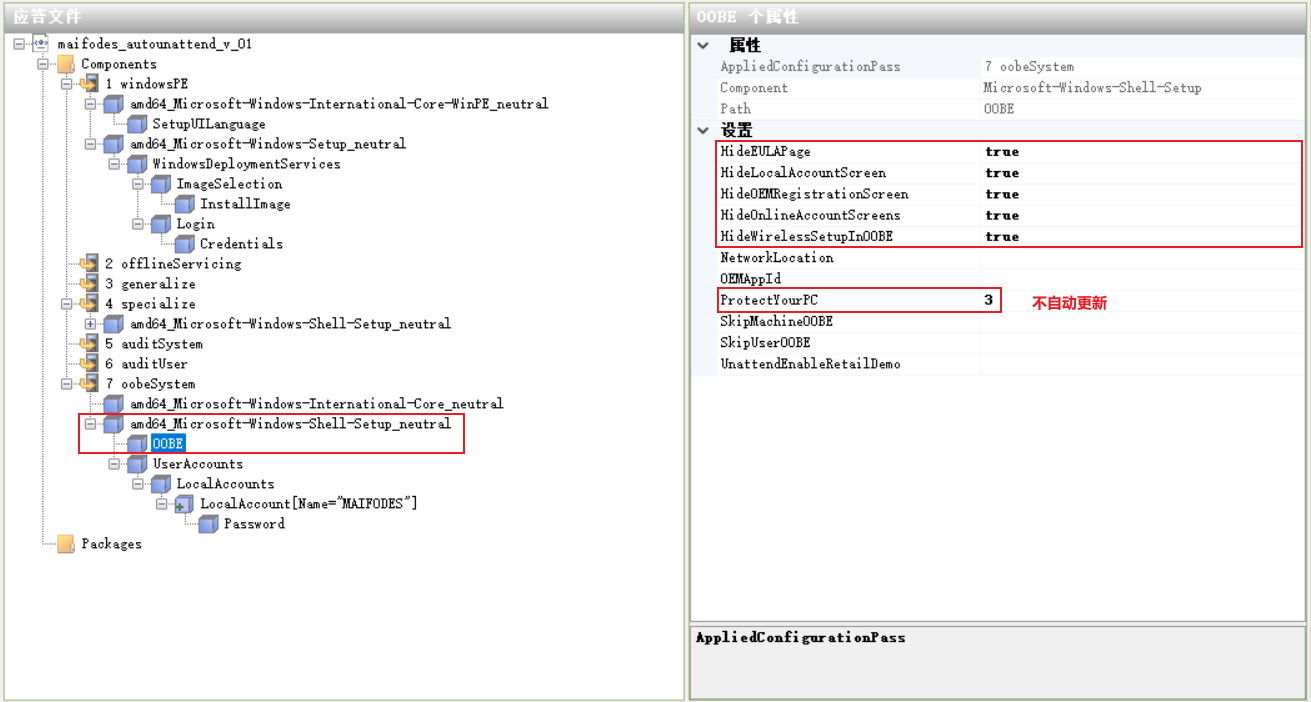 应答文件
maifodes_autounattend_v_01
Components
1 windowsPE
amd64_Microsoft-Windows-International-Core-WinPE_neutral
SetupUILanguage
amd64_Microsoft-Windows-Setup_neutral
WindowsDeploymentServices
ImageSelection
InstallImage
Login
Credentials
2 offlineServicing
3 generalize
4 specialize
amd64_Microsoft-Windows-Shell-Setup_neutral
5 auditSystem
6 auditUser
7 oobeSystem
amd64_Microsoft-Windows-International-Core_neutral
amd64_Microsoft-Windows-Shell-Setup_neutral
OOBE
UserAccounts
LocalAccounts
LocalAccount[Name="MAIFODES"]
Password
Packages
OOBE 个属性
属性
AppliedConfigurationPass 7 oobeSystem
Component Microsoft-Windows-Shell-Setup
Path OOBE
设置
HideEULAPage true
HideLocalAccountScreen true
HideOEMRegistrationScreen true
HideOnlineAccountScreens true
HideWirelessSetupInOOBE true
NetworkLocation
OEMAppId
ProtectYourPC 3 不自动更新
SkipMachineOOBE
SkipUserOOBE
UnattendEnableRetailDemo
AppliedConfigurationPass